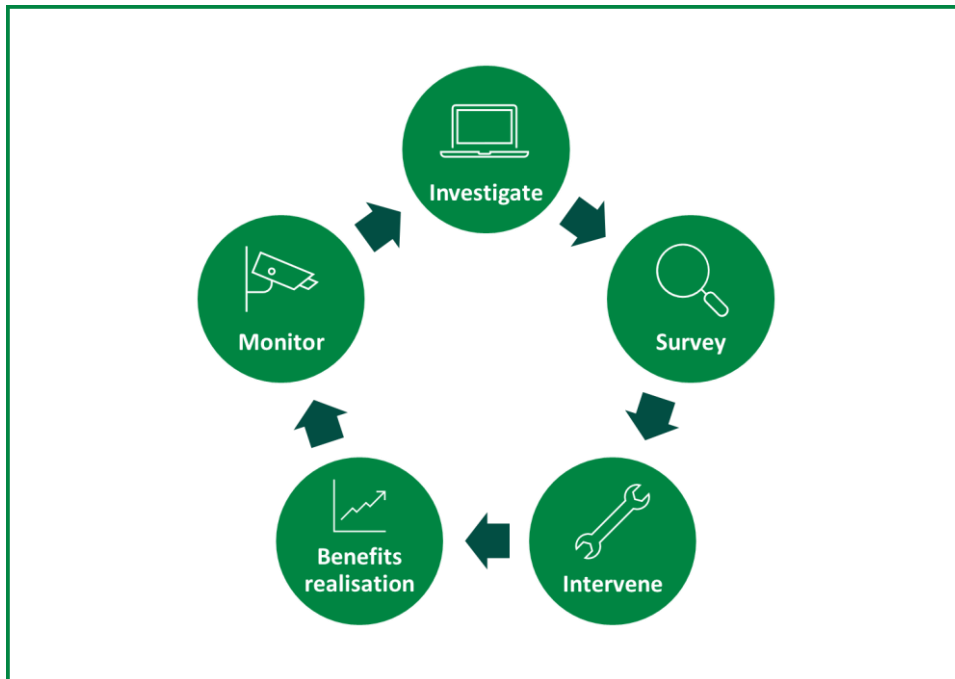 Investigate
Survey
Intervene
Benefits
realisation
Monitor